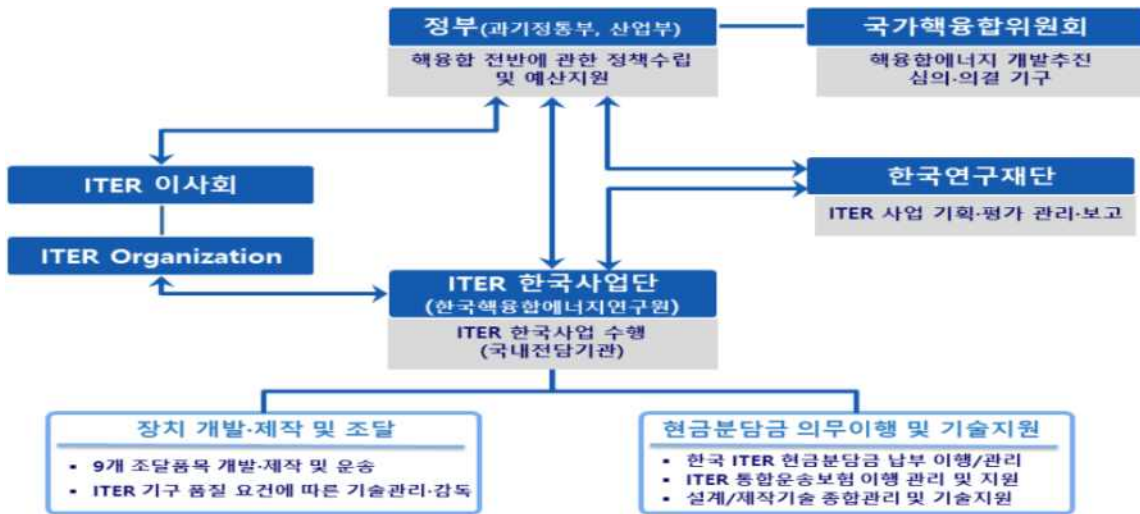 정부(과기정통부, 산업부)
핵융합 전반에 관한 정책수립
및 예산지원
국가핵융합위원회
핵융합에너지 개발추진
심의·의결 기구
ITER 이사회
ITER Organization
한국연구재단
ITER 사업 기획·평가 관리·보고
ITER 한국사업단
(한국핵융합에너지연구원)
ITER 한국사업 수행
(국내전담기관)
장치 개발·제작 및 조달
▪ 9개 조달품목 개발·제작 및 운송
▪ ITER 기구 품질 요건에 따른 기술관리·감독
현금분담금 의무이행 및 기술지원
▪ 한국 ITER 현금분담금 납부 이행/관리
▪ ITER 통합운송보험 이행 관리 및 지원
▪ 설계/제작기술 종합관리 및 기술지원